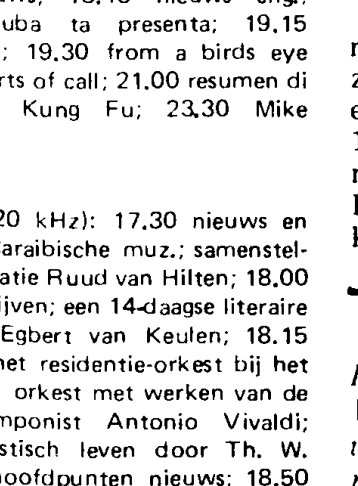 uba ta presenta; 19.15
; 19.30 from a birds eye
rts of call; 21.00 resumen di
Kung Fu; 23.30 Mike
20 kHz): 17.30 nieuws en
Caraibische muz.; samenstel-
atie Ruud van Hilten; 18.00
ijven; een 14-daagse literaire
Egbert van Keulen; 18.15
het residentie-orkest bij het
orkest met werken van de
mponist Antonio Vivaldi;
stisch leven door Th. W.
hoofdpunten nieuws; 18.50